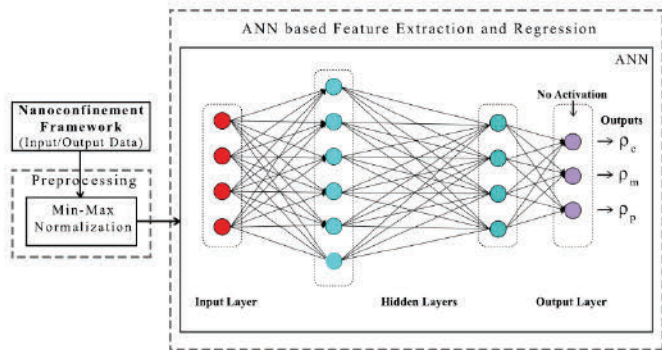 ANN based Feature Extraction and Regression
ANN
Nanoconfinement
Framework
(Input/Output Data)
Preprocessing
Min-Max
Normalization
No Activation
Outputs
ρc
ρm
ρp
Input Layer
Hidden Layers
Output Layer